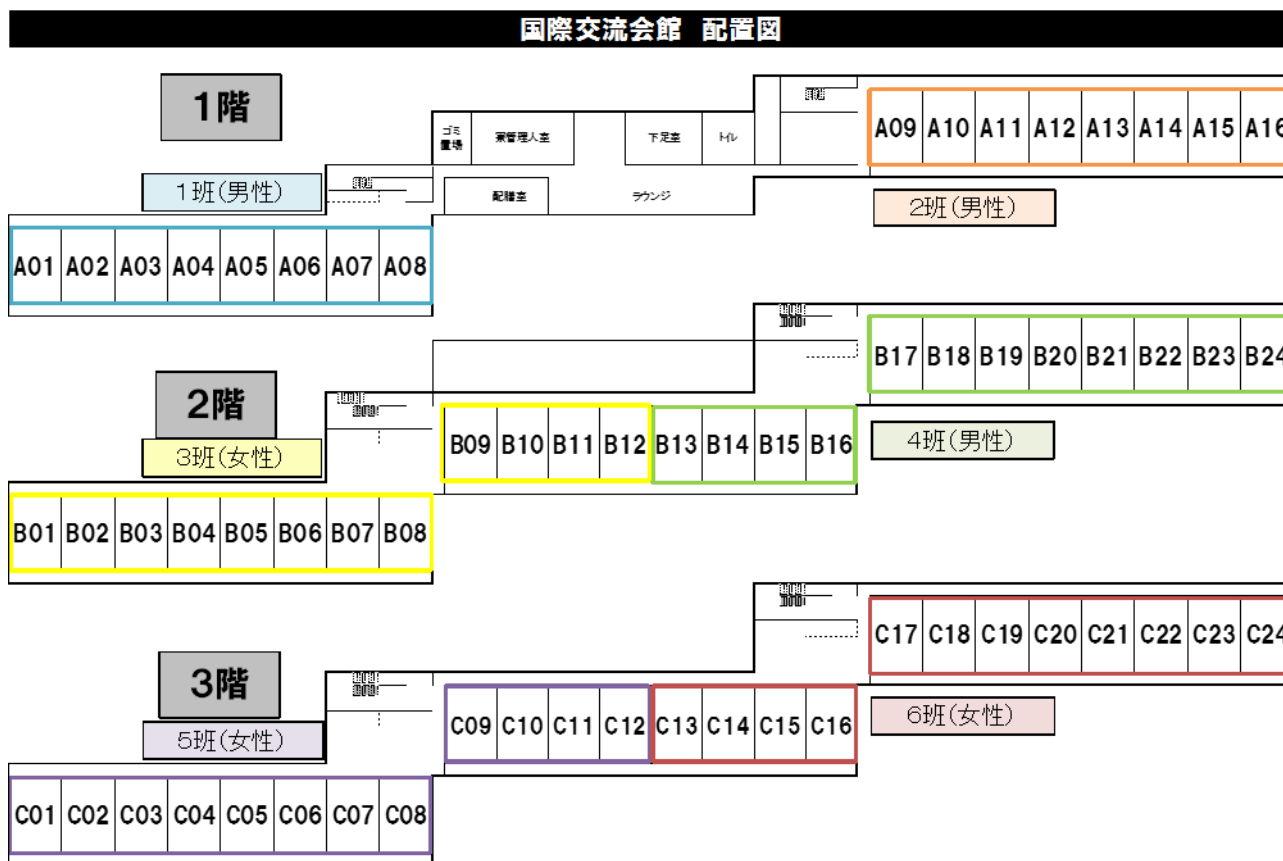 国際交流会館 配置図
1階
ゴミ
置場
寮管理人室
下足室
トイレ
A09 A10 A11 A12 A13 A14 A15 A16
1班(男性)
配膳室
ラウンジ
2班(男性)
A01 A02 A03 A04 A05 A06 A07 A08
B17 B18 B19 B20 B21 B22 B23 B24
2階
3班(女性)
B09 B10 B11 B12 B13 B14 B15 B16
4班(男性)
B01 B02 B03 B04 B05 B06 B07 B08
C17 C18 C19 C20 C21 C22 C23 C24
3階
5班(女性)
C09 C10 C11 C12 C13 C14 C15 C16
6班(女性)
C01 C02 C03 C04 C05 C06 C07 C08